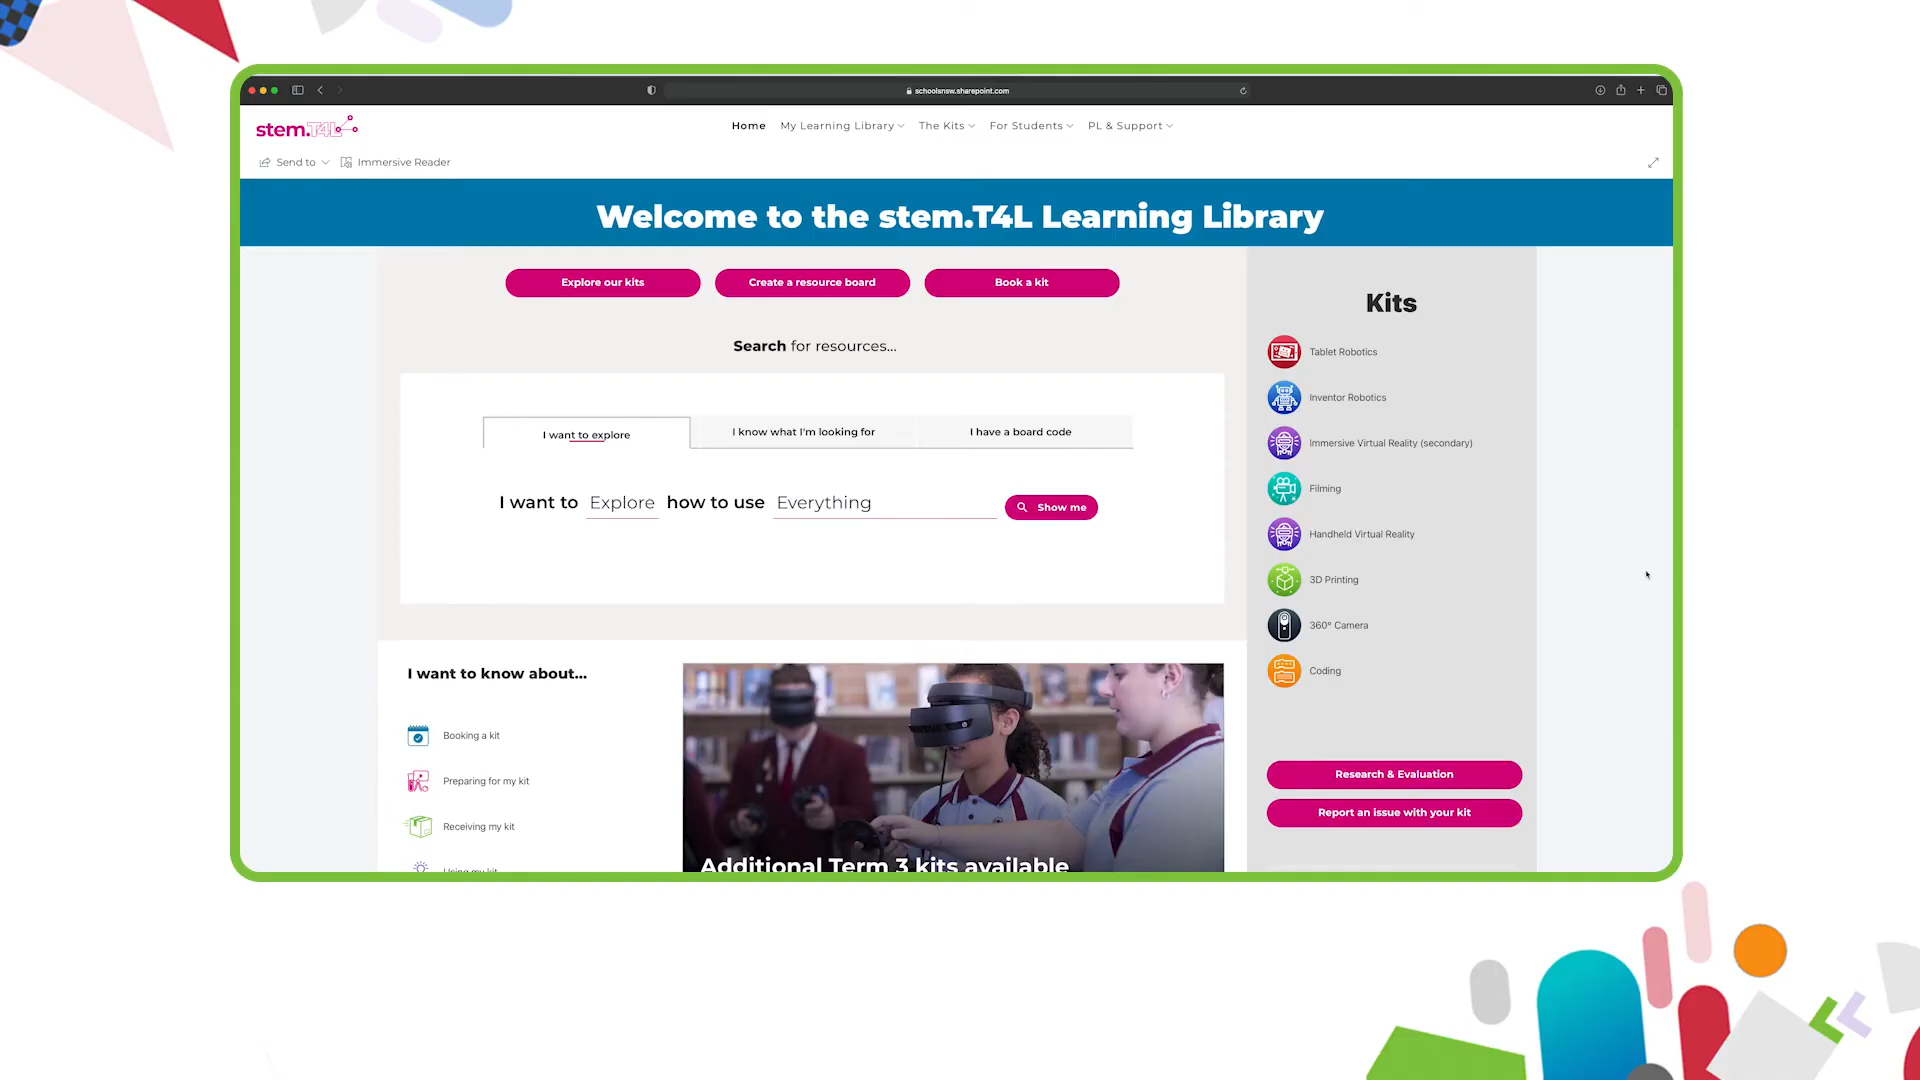 schoolsnsw.sharepoint.com
stem.T4L
Home My Learning Library The Kits For Students PL & Support
Send to Immersive Reader
Welcome to the stem.T4L Learning Library
Explore our kits Create a resource board Book a kit
Search for resources...
I want to explore I know what I'm looking for I have a board code
I want to Explore how to use Everything Show me
I want to know about...
Booking a kit
Preparing for my kit
Receiving my kit
Using my kit
Additional Term 3 kits available
Kits
Tablet Robotics
Inventor Robotics
Immersive Virtual Reality (secondary)
Filming
Handheld Virtual Reality
3D Printing
360° Camera
Coding
Research & Evaluation
Report an issue with your kit